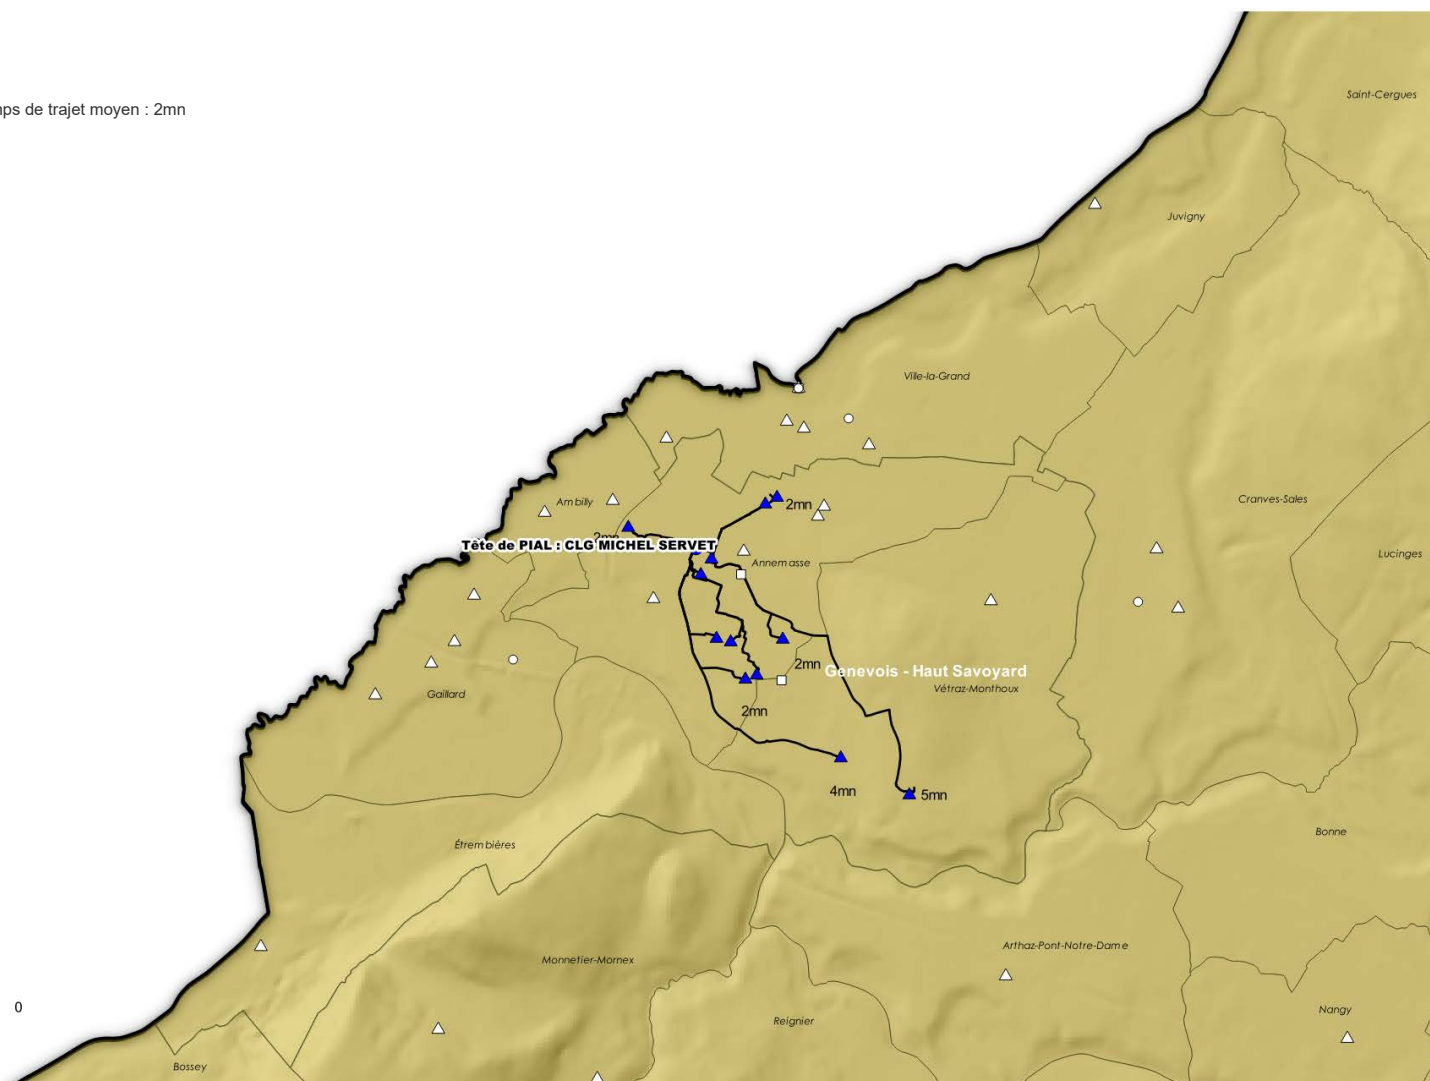 Saint-Cergues
mps de trajet moyen : 2mn
Juvigny
Ville-la-Grand
Cranves-Sales
Ambilly
2mn
2mn
Tête de PIAL : CLG MICHEL SERVET
Lucinges
Annemasse
2mn
Genevois - Haut Savoyard
Vétraz-Monthoux
Gaillard
2mn
4mn
5mn
Bonne
Étrembières
Arthaz-Pont-Notre-Dame
Monnetier-Mornex
0
Nangy
Reignier
Bossey